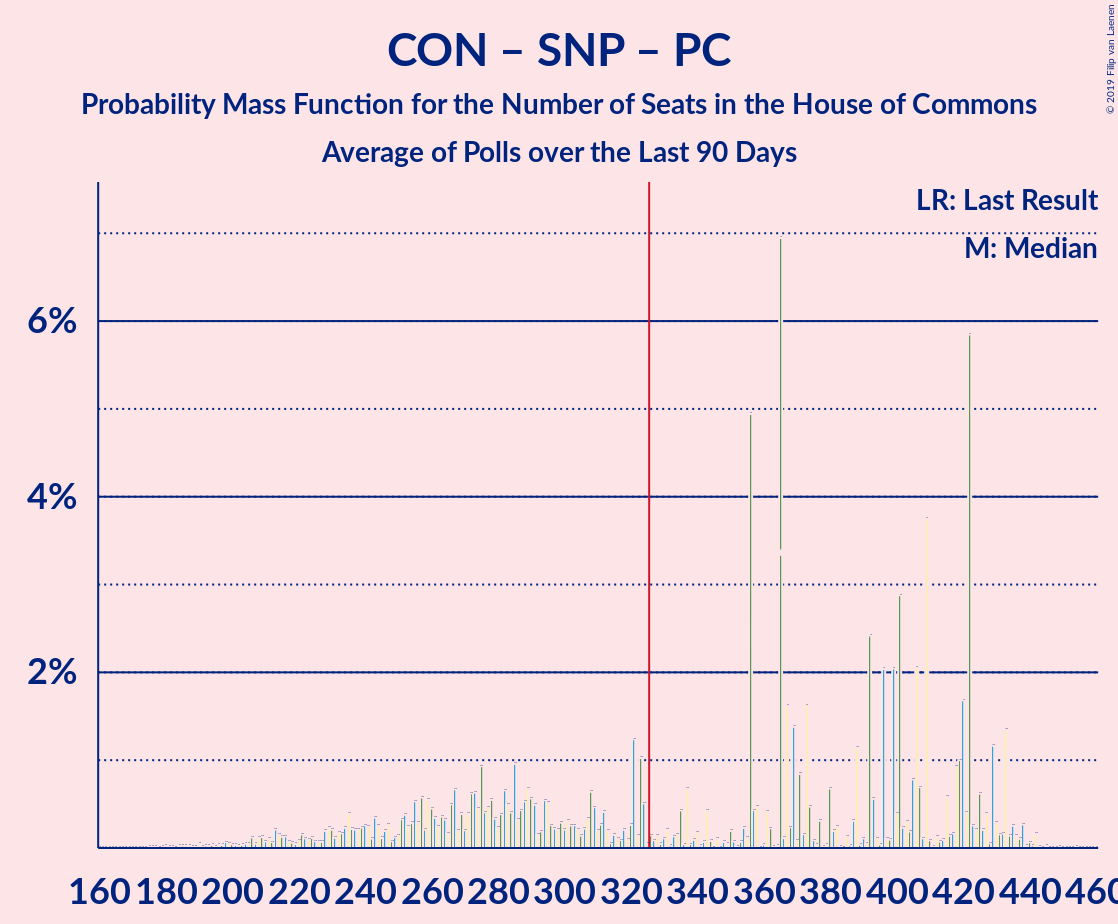 CON – SNP – PC
Probability Mass Function for the Number of Seats in the House of Commons
Average of Polls over the Last 90 Days
© 2019 Filip van Laenen
LR: Last Result
M: Median
6%
4%
2%
160 180 200 220 240 260 280 300 320 340 360 380 400 420 440 460